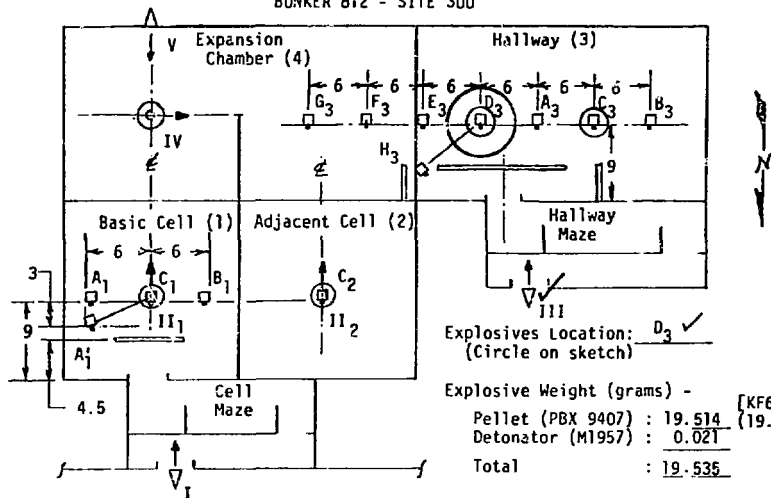 BUNKER 812 - SITE 300
V
Expansion
Chamber (4)
Hallway (3)
6 6 6 6 6 6
G3 F3 E3 D3 A3 C3 B3
IV
H3
9
N
Basic Cell (1)
Adjacent Cell (2)
Hallway
Maze
6 6
A1 C1 B1
C2
3
II1
II2
9
A'1
4.5
III
Explosives Location: D3 ✓
(Circle on sketch)
Cell
Maze
Explosive Weight (grams) -
Pellet (PBX 9407) : 19.514
Detonator (M1957) : 0.021
Total : 19.535
I